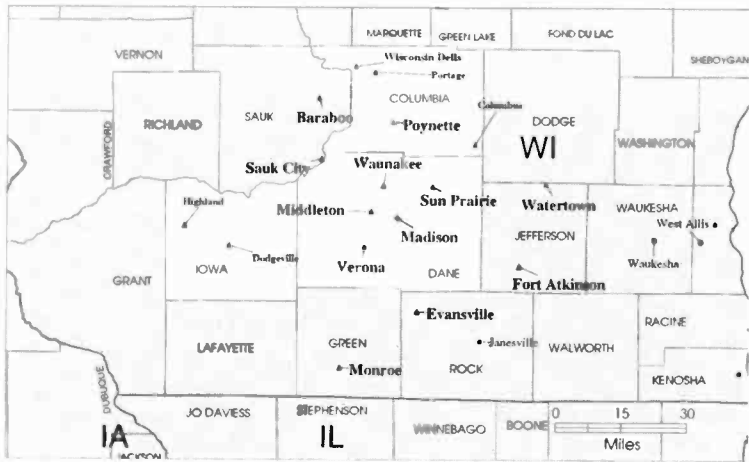 MARQUETTE
GREEN LAKE
FOND DU LAC
VERNON
Wisconsin Dells
SHEBOYGAN
Portage
COLUMBIA
Columbus
RICHLAND
SAUK
Baraboo
Poynette
DODGE
WI
WASHINGTON
CRAWFORD
Sauk City
Waunakee
Highland
Sun Prairie
Watertown
WAUKESHA
Middleton
West Allis
Madison
JEFFERSON
Dodgeville
Verona
Waukesha
GRANT
IOWA
DANE
Fort Atkinson
Evansville
RACINE
LAFAYETTE
GREEN
Janesville
WALWORTH
Monroe
ROCK
KENOSHA
DUBUQUE
JO DAVIESS
STEPHENSON
WINNEBAGO
BOONE
0 15 30
Miles
IA
IL
JACKSON